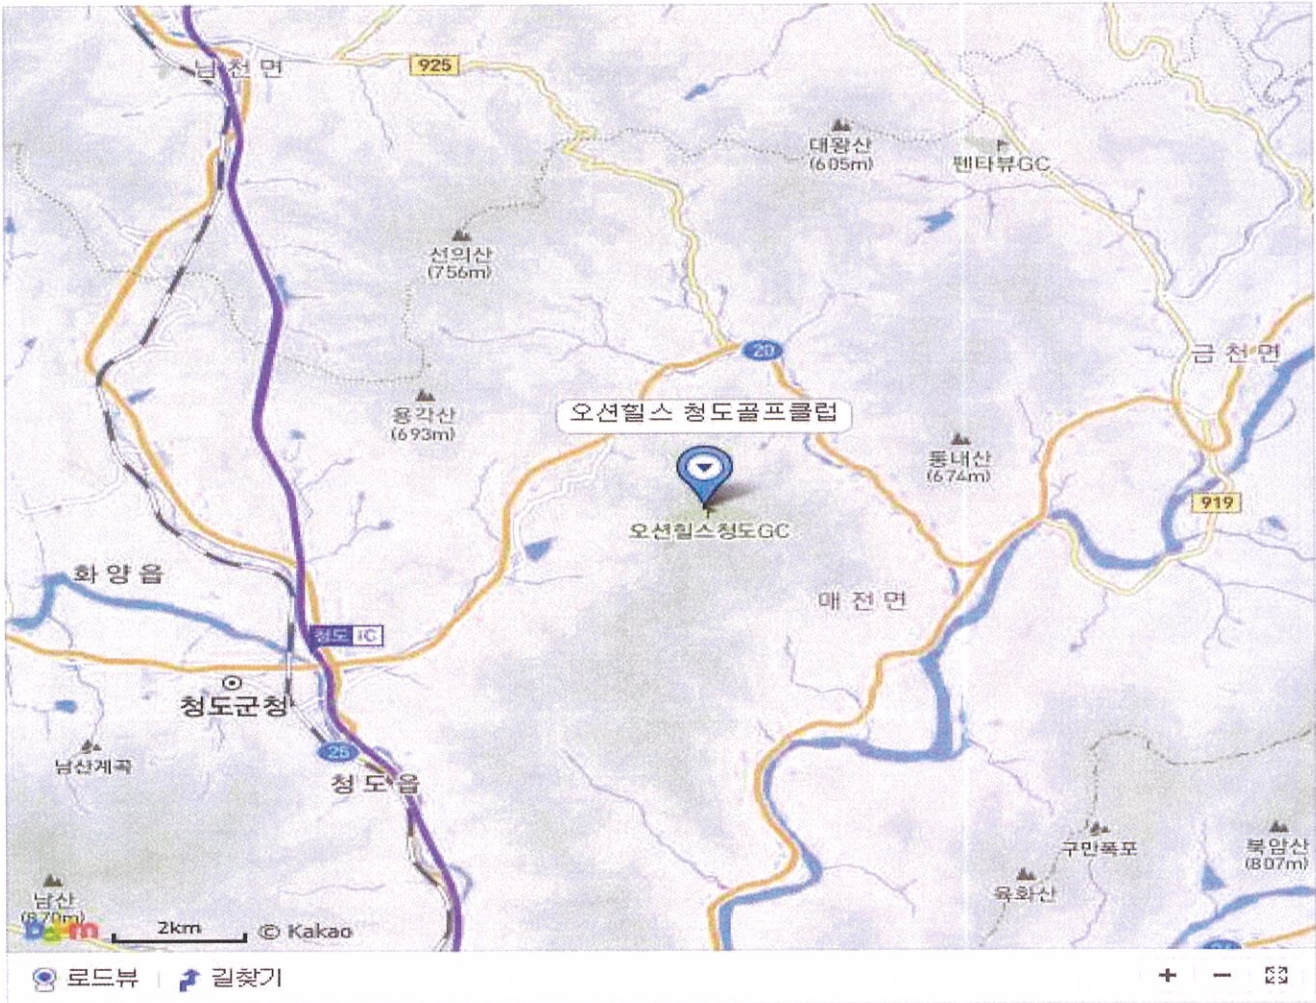 남천면
925
대왕산
(605m)
펜타뷰GC
선의산
(756m)
20
금천면
용각산
(693m)
오션힐스 청도골프클럽
통내산
(674m)
919
오션힐스청도GC
화양읍
매전면
청도 IC
청도군청
25
남산계곡
청도읍
구만폭포
북암산
(807m)
육화산
남산
(870m)
2km
© Kakao
로드뷰
길찾기